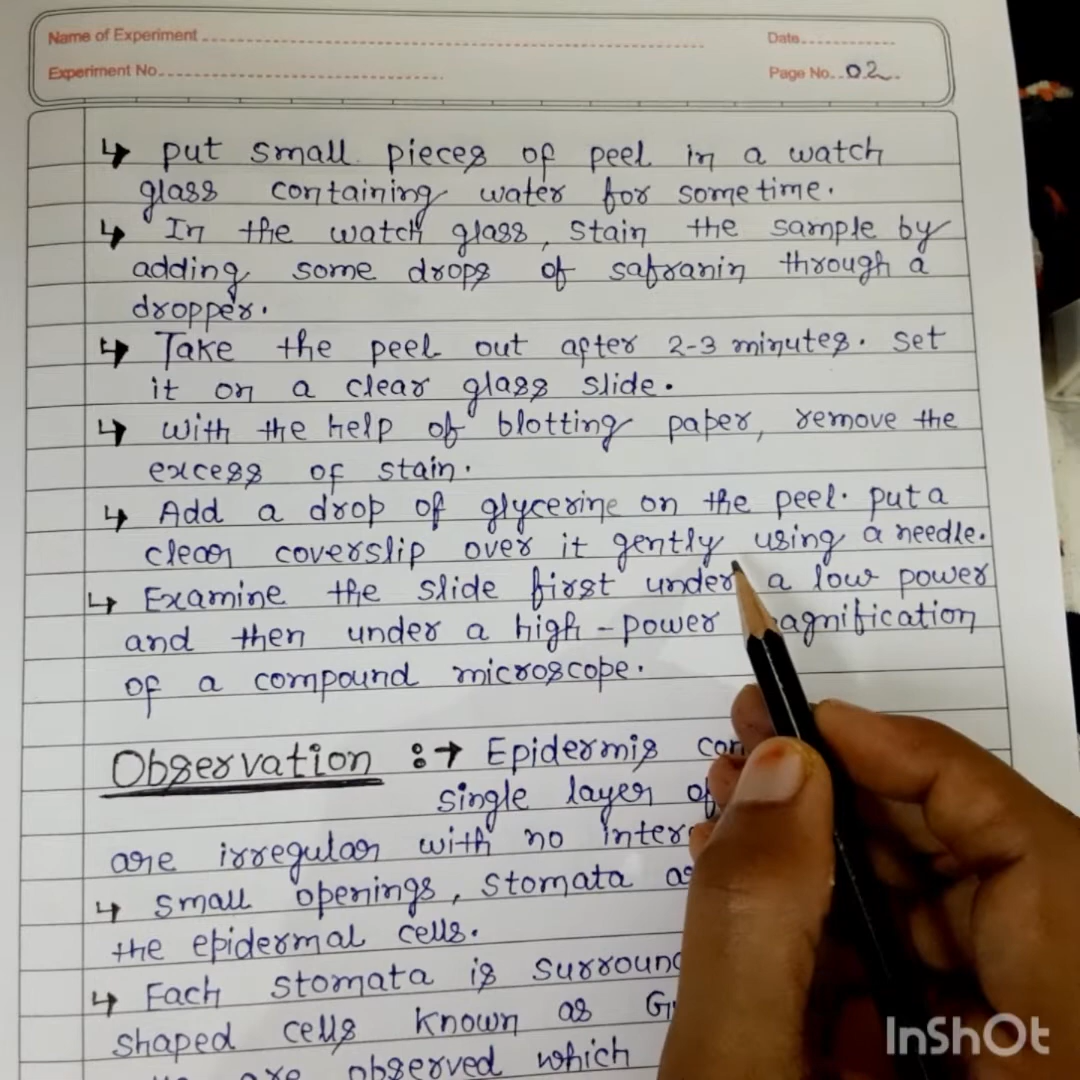 Name of Experiment
Date
Experiment No.
Page No. 02
↳ put small pieces of peel in a watch
glass containing water for sometime.
↳ In the watch glass, stain the sample by
adding some drops of safranin through a
dropper.
↳ Take the peel out after 2-3 minutes. set
it on a clear glass slide.
↳ with the help of blotting paper, remove the
excess of stain.
↳ Add a drop of glycerine on the peel. put a
clear coverslip over it gently using a needle.
↳ Examine the slide first under a low power
and then under a high-power agnification
of a compound microscope.
Observation :→ Epidermis
single layer of
are irregular with no
↳ small openings, stomata
the epidermal cells.
↳ Each stomata is
shaped cells known as
are observed which
InShOt